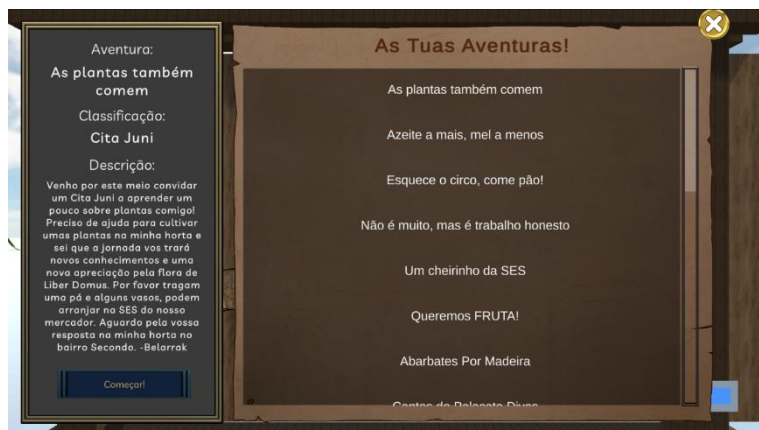 Aventura:
As plantas também
comem
Classificação:
Cita Juni
Descrição:
Venho por este meio convidar
um Cita Juni a aprender um
pouco sobre plantas comigo!
Preciso de ajuda para cultivar
umas plantas na minha horta e
sei que a jornada vos trará
novos conhecimentos e uma
nova apreciação pela flora de
Liber Domus. Por favor tragam
uma pá e alguns vasos, podem
arranjar na SES do nosso
mercador. Aguardo pela vossa
resposta na minha horta no
bairro Secondo. -Belarrak
Começar!
As Tuas Aventuras!
As plantas também comem
Azeite a mais, mel a menos
Esquece o circo, come pão!
Não é muito, mas é trabalho honesto
Um cheirinho da SES
Queremos FRUTA!
Abarbates Por Madeira